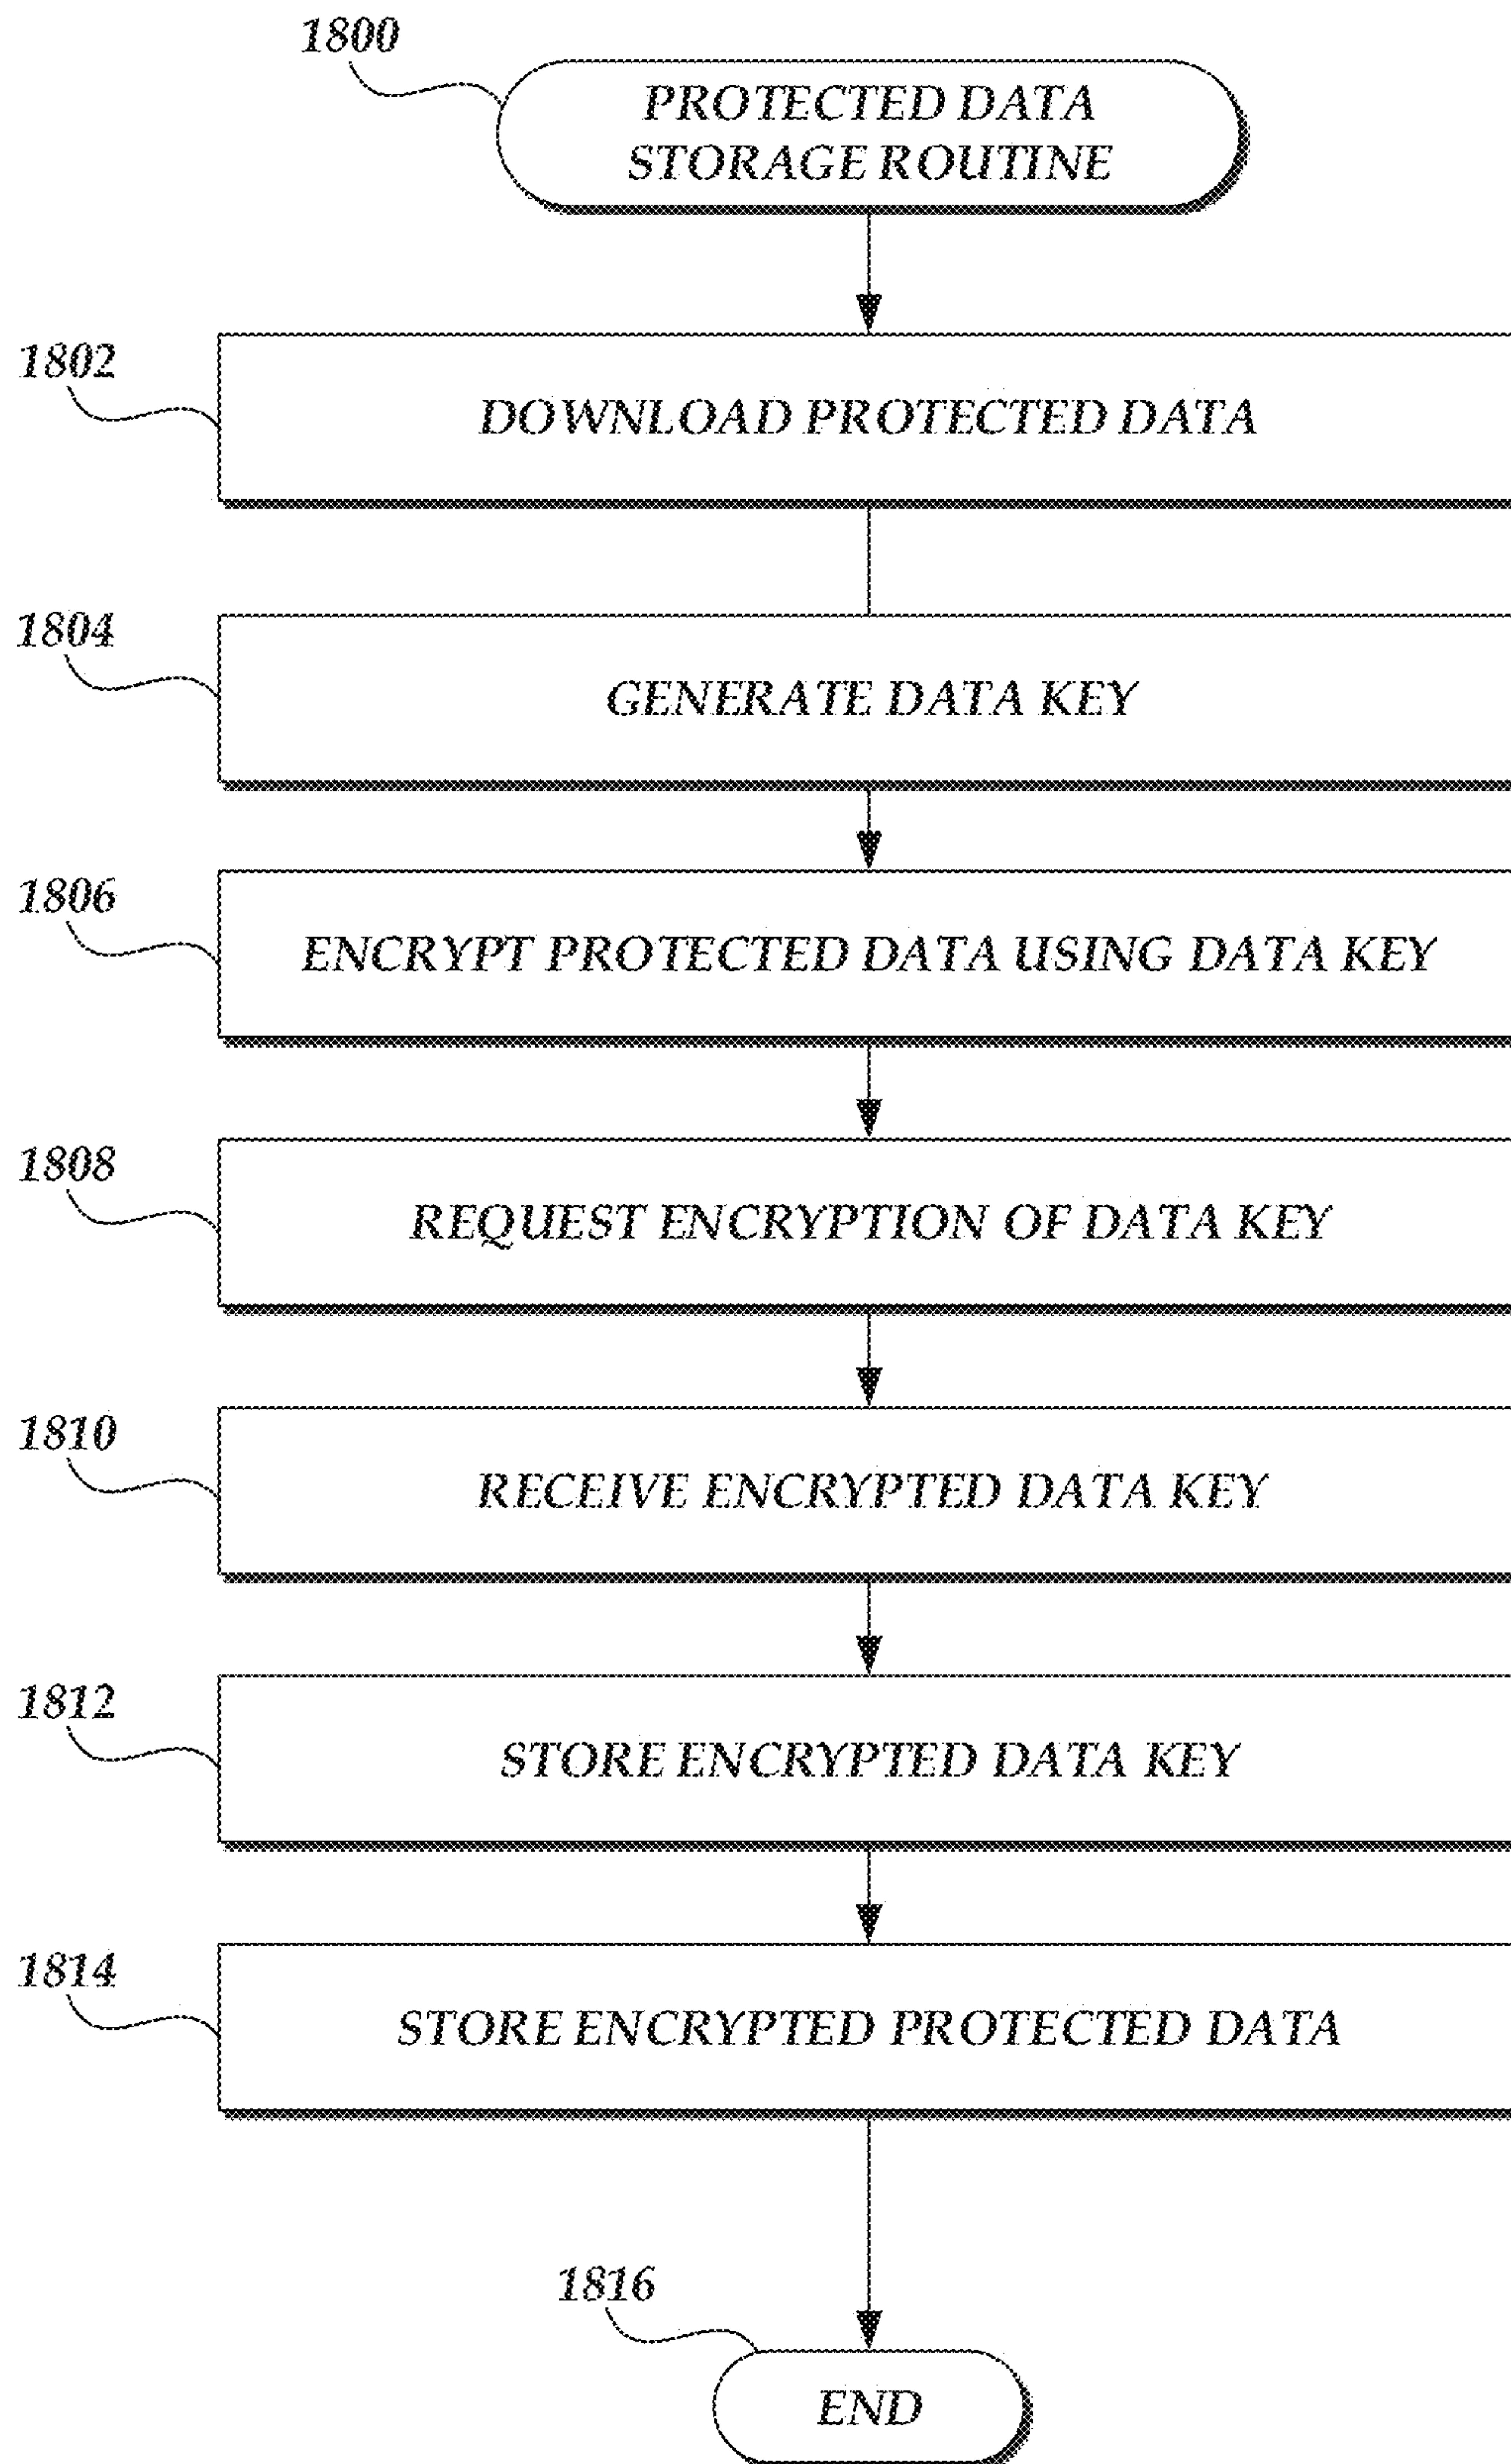 1800
PROTECTED DATA
STORAGE ROUTINE
1802
DOWNLOAD PROTECTED DATA
1804
GENERATE DATA KEY
1806
ENCRYPT PROTECTED DATA USING DATA KEY
1808
REQUEST ENCRYPTION OF DATA KEY
1810
RECEIVE ENCRYPTED DATA KEY
1812
STORE ENCRYPTED DATA KEY
1814
STORE ENCRYPTED PROTECTED DATA
1816
END